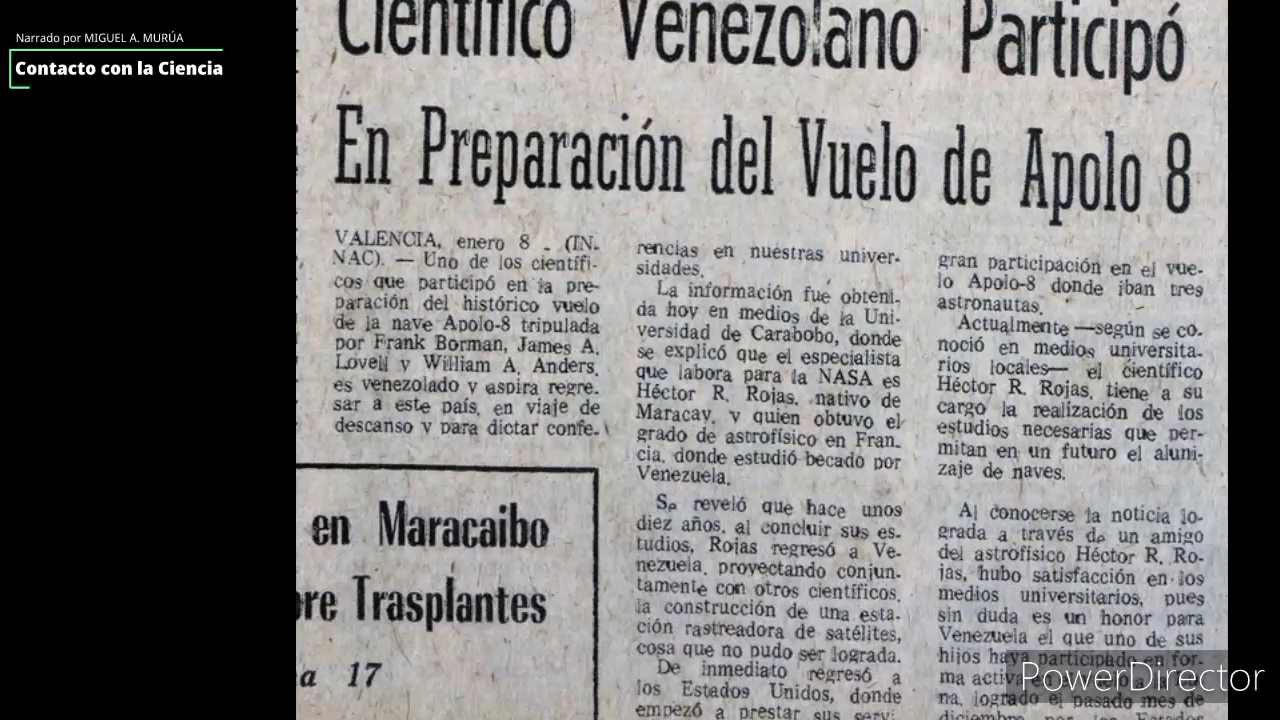 Narrado por MIGUEL A. MURÚA
Contacto con la Ciencia
Científico Venezolano Participó
En Preparación del Vuelo de Apolo 8
VALENCIA, enero 8 - (IN-
NAC). — Uno de los científi-
cos que participó en la pre-
paración del histórico vuelo
de la nave Apolo-8 tripulada
por Frank Borman, James A.
Lovell y William A. Anders,
es venezolano y aspira regre-
sar a este país, en viaje de
descanso y para dictar confe-
rencias en nuestras univer-
sidades.
La información fue obteni-
da hoy en medios de la Uni-
versidad de Carabobo, donde
se explicó que el especialista
que labora para la NASA es
Héctor R. Rojas, nativo de
Maracay, y quien obtuvo el
grado de astrofísico en Fran-
cia, donde estudió becado por
Venezuela.
Se reveló que hace unos
diez años, al concluir sus es-
tudios, Rojas regresó a Ve-
nezuela, proyectando conjun-
tamente con otros científicos,
la construcción de una esta-
ción rastreadora de satélites,
cosa que no pudo ser lograda.
De inmediato regresó a
los Estados Unidos, donde
empezó a prestar sus servi-
gran participación en el vue-
lo Apolo-8 donde iban tres
astronautas.
Actualmente —según se co-
noció en medios universita-
rios locales— el científico
Héctor R. Rojas, tiene a su
cargo la realización de los
estudios necesarias que per-
mitan en un futuro el aluni-
zaje de naves.
Al conocerse la noticia lo-
grada a través de un amigo
del astrofísico Héctor R. Ro-
jas, hubo satisfacción en los
medios universitarios, pues
sin duda es un honor para
Venezuela el que uno de sus
hijos haya participado en for-
ma activa
na, logrado el pasado mes de
diciembre por los Estados
en Maracaibo
bre Trasplantes
a 17
PowerDirector